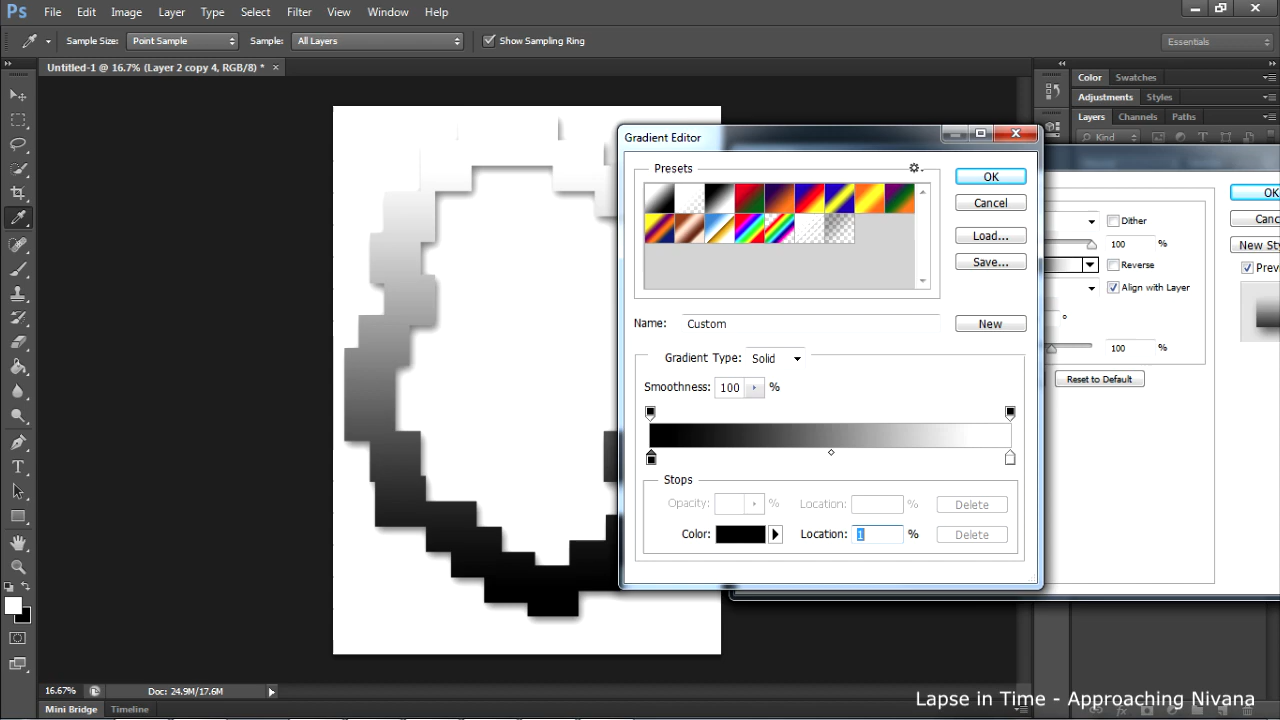 Ps File Edit Image Layer Type Select Filter View Window Help
Sample Size: Point Sample Sample: All Layers Show Sampling Ring Essentials
Untitled-1 @ 16.7% (Layer 2 copy 4, RGB/8) * ×
Color Swatches
Adjustments Styles
Layers Channels Paths
Kind
Gradient Editor
Presets
OK
Cancel
Load...
Save...
Name: Custom
New
Gradient Type: Solid
Smoothness: 100 %
Stops
Opacity: % Location: % Delete
Color: Location: 1 % Delete
OK
Canc
New St
Prev
Dither
100 %
Reverse
Align with Layer
°
100 %
Reset to Default
16.67% Doc: 24.9M/17.6M
Mini Bridge Timeline
Lapse in Time - Approaching Nivana